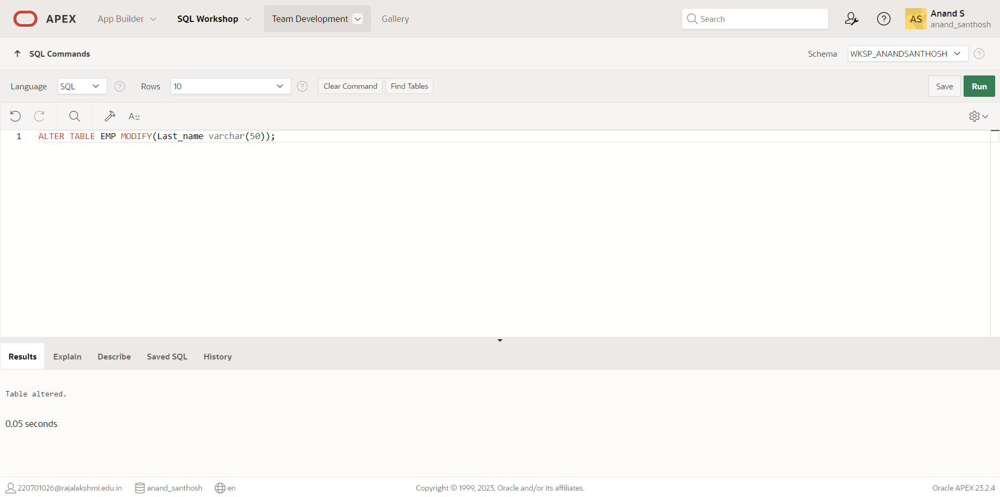 APEX App Builder SQL Workshop Team Development Gallery Search ? AS Anand S
anand_santhosh
SQL Commands Schema WKSP_ANANDSANTHOSH ?
Language SQL ? Rows 10 ? Clear Command Find Tables Save Run
A::
1 ALTER TABLE EMP MODIFY(Last_name varchar(50));
Results Explain Describe Saved SQL History
Table altered.
0.05 seconds
220701026@rajalakshmi.edu.in anand_santhosh en Copyright © 1999, 2023, Oracle and/or its affiliates. Oracle APEX 23.2.4